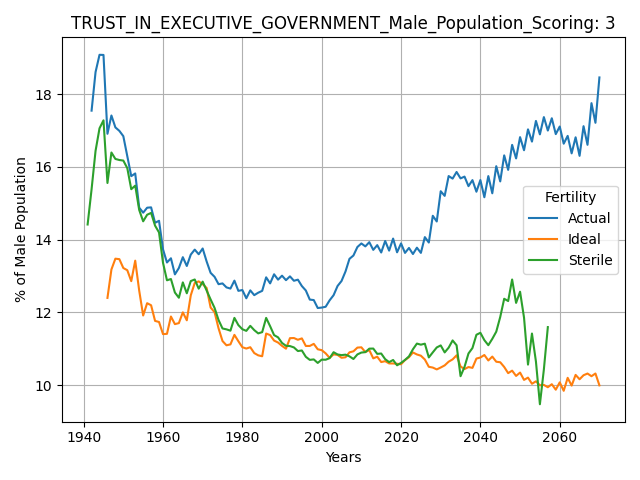 TRUST_IN_EXECUTIVE_GOVERNMENT_Male_Population_Scoring: 3
% of Male Population
18
16
14
12
10
Fertility
Actual
Ideal
Sterile
1940 1960 1980 2000 2020 2040 2060
Years